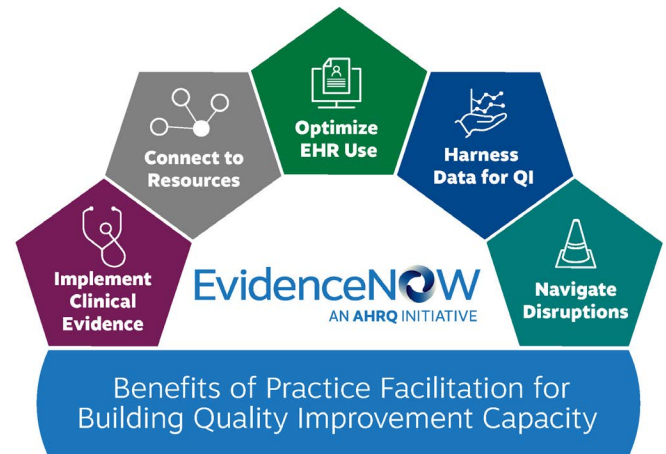 Implement
Clinical
Evidence
Connect to
Resources
Optimize
EHR Use
Harness
Data for QI
Navigate
Disruptions
EvidenceNOW
AN AHRQ INITIATIVE
Benefits of Practice Facilitation for
Building Quality Improvement Capacity